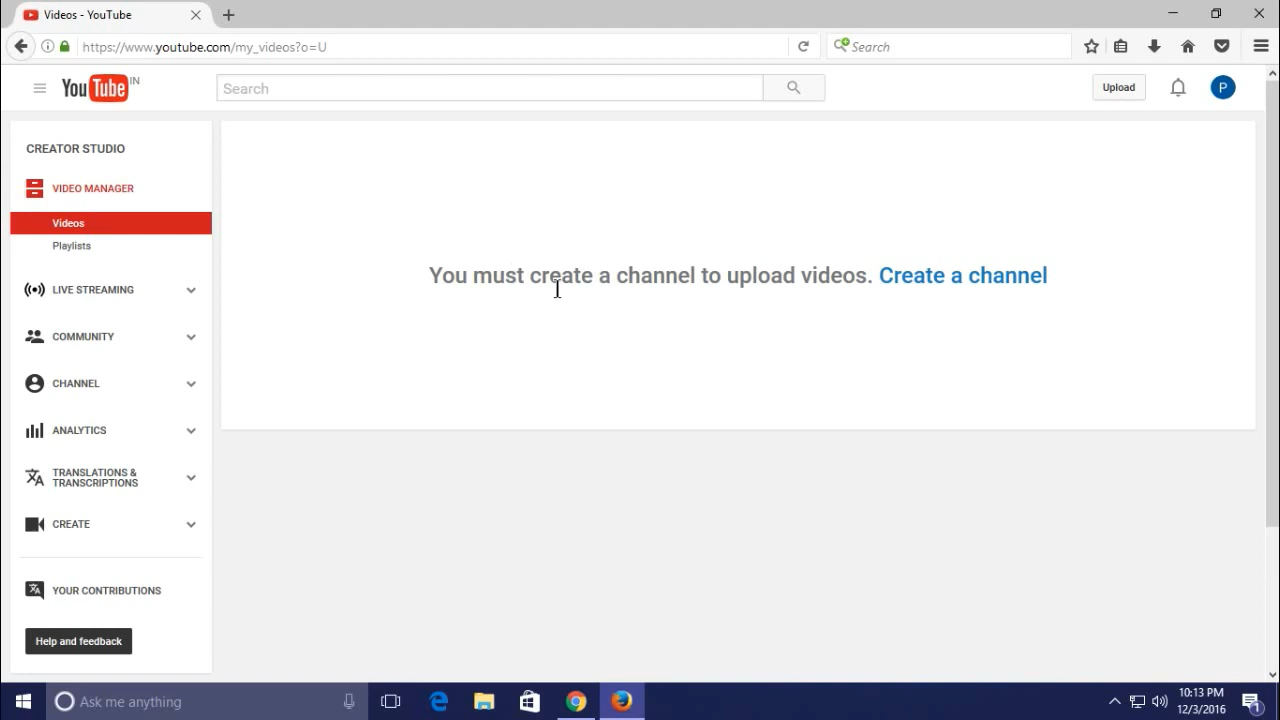 Videos - YouTube
https://www.youtube.com/my_videos?o=U
Search
YouTube IN
Search
Upload
P
CREATOR STUDIO
VIDEO MANAGER
Videos
Playlists
LIVE STREAMING
COMMUNITY
CHANNEL
ANALYTICS
TRANSLATIONS &
TRANSCRIPTIONS
CREATE
YOUR CONTRIBUTIONS
Help and feedback
You must create a channel to upload videos. Create a channel
Ask me anything
10:13 PM
12/3/2016
1